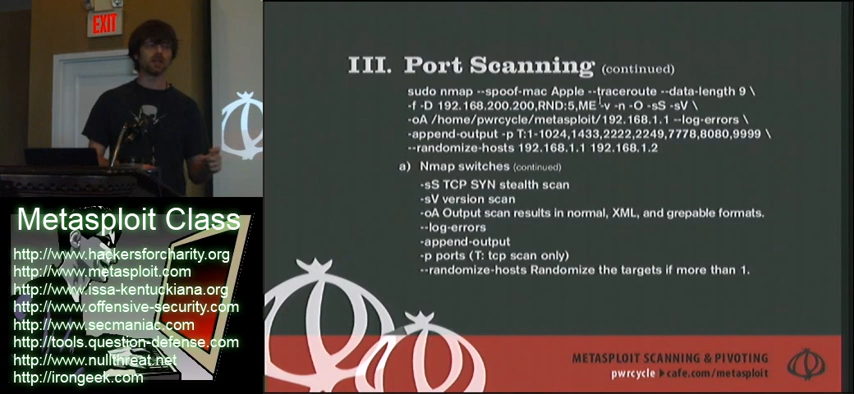 EXIT
Metasploit Class
http://www.hackersforcharity.org
http://www.metasploit.com
http://www.issa-kentuckiana.org
http://www.offensive-security.com
http://www.secmaniac.com
http://tools.question-defense.com
http://www.nullthreat.net
http://irongeek.com
III. Port Scanning (continued)
sudo nmap --spoof-mac Apple --traceroute --data-length 9 \
-f -D 192.168.200.200,RND:5,ME -v -n -O -sS -sV \
-oA /home/pwrcycle/metasploit/192.168.1.1 --log-errors \
-append-output -p T:1-1024,1433,2222,2249,7778,8080,9999 \
--randomize-hosts 192.168.1.1 192.168.1.2
a) Nmap switches (continued)
-sS TCP SYN stealth scan
-sV version scan
-oA Output scan results in normal, XML, and grepable formats.
--log-errors
-append-output
-p ports (T: tcp scan only)
--randomize-hosts Randomize the targets if more than 1.
METASPLOIT SCANNING & PIVOTING
pwrcycle ▸ cafe.com/metasploit